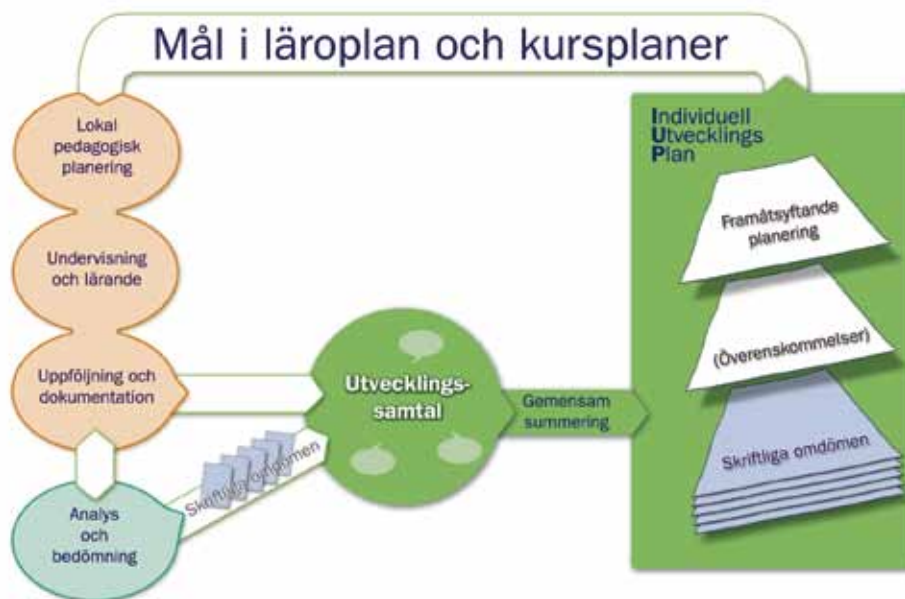 Mål i läroplan och kursplaner
Lokal
pedagogisk
planering
Undervisning
och lärande
Uppföljning och
dokumentation
Analys
och
bedömning
Skriftliga omdömen
Utvecklings-
samtal
Gemensam
summering
Individuell
Utvecklings
Plan
Framåtsyftande
planering
(Överenskommelser)
Skriftliga omdömen